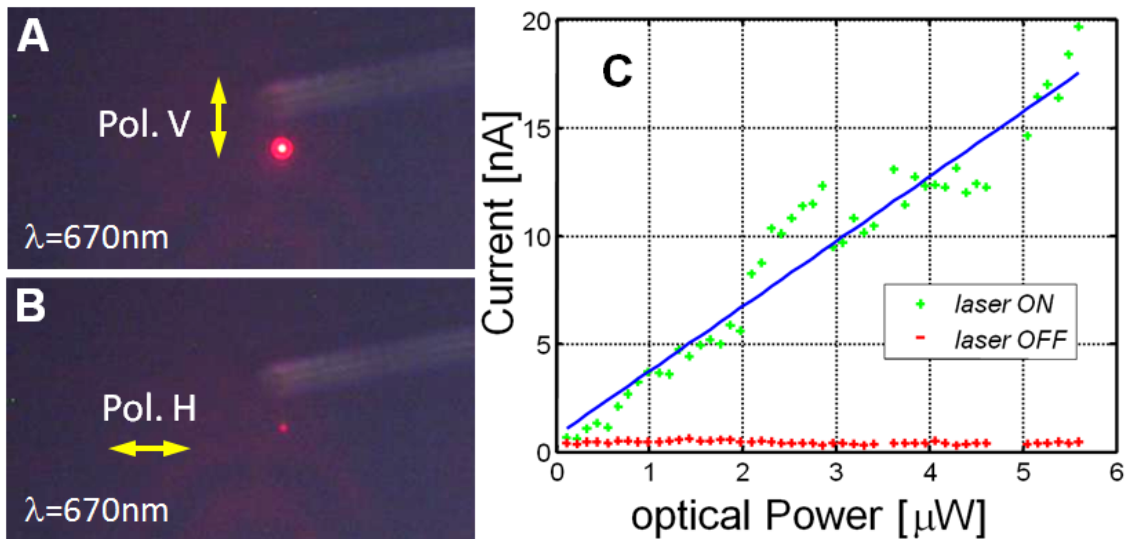 A
Pol. V
λ=670nm
B
Pol. H
λ=670nm
C
Current [nA]
20
15
10
5
0
laser ON
laser OFF
0 1 2 3 4 5 6
optical Power [μW]